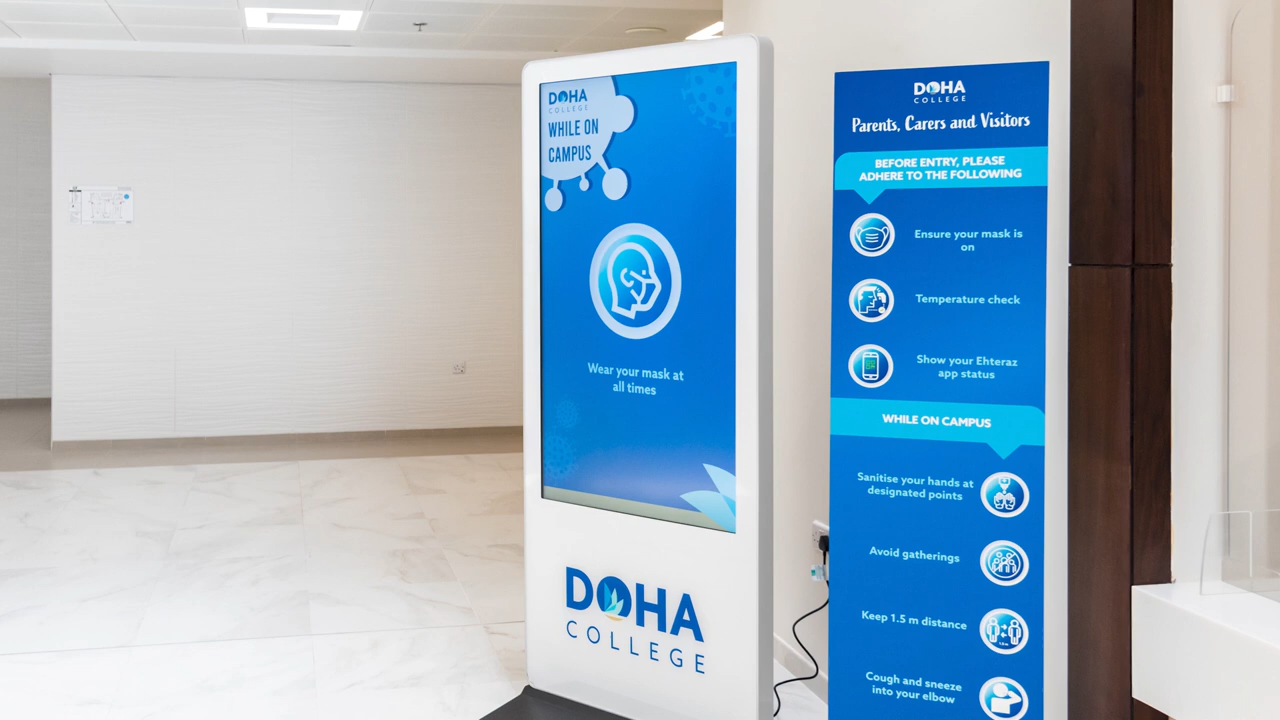 DOHA
COLLEGE
WHILE ON
CAMPUS
Wear your mask at
all times
DOHA
COLLEGE
DOHA
COLLEGE
Parents, Carers and Visitors
BEFORE ENTRY, PLEASE
ADHERE TO THE FOLLOWING
Ensure your mask is
on
Temperature check
Show your Ehteraz
app status
WHILE ON CAMPUS
Sanitise your hands at
designated points
Avoid gatherings
Keep 1.5 m distance
Cough and sneeze
into your elbow